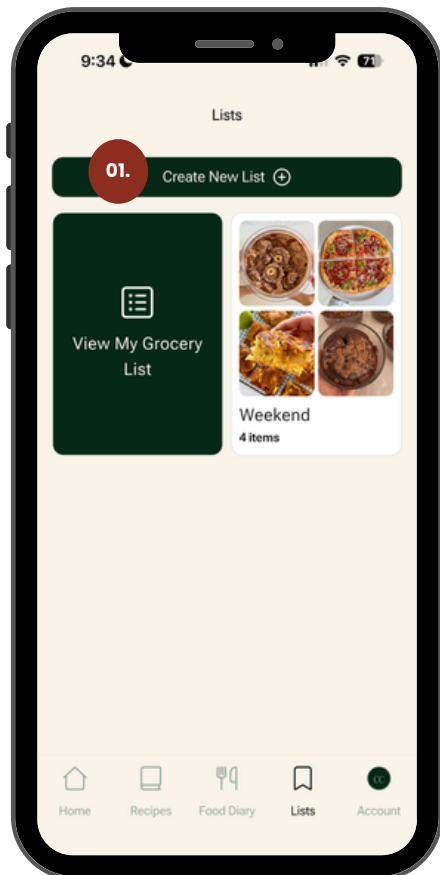 9:34
71
Lists
01.
Create New List
View My Grocery
List
Weekend
4 items
Home
Recipes
Food Diary
Lists
Account